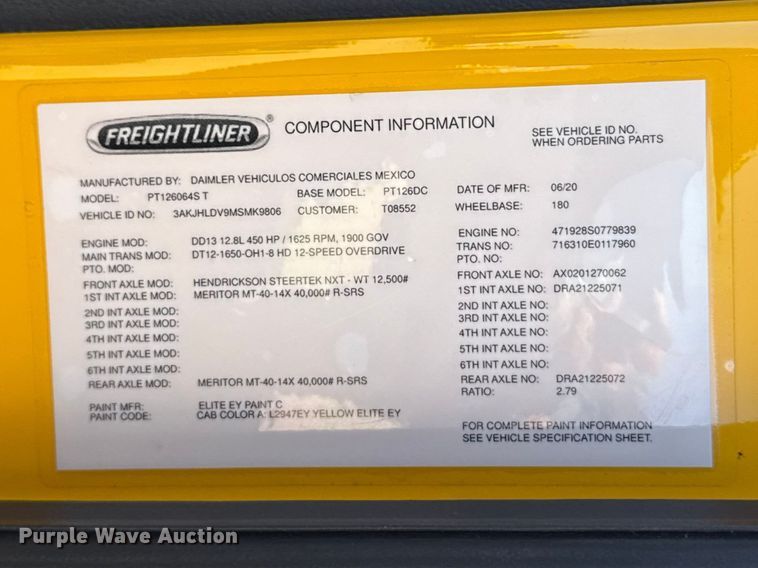 FREIGHTLINER ® COMPONENT INFORMATION
SEE VEHICLE ID NO.
WHEN ORDERING PARTS
MANUFACTURED BY: DAIMLER VEHICULOS COMERCIALES MEXICO
MODEL: PT126064S T BASE MODEL: PT126DC DATE OF MFR: 06/20
VEHICLE ID NO: 3AKJHLDV9MSMK9806 CUSTOMER: T08552 WHEELBASE: 180
ENGINE MOD: DD13 12.8L 450 HP / 1625 RPM, 1900 GOV ENGINE NO: 471928S0779839
MAIN TRANS MOD: DT12-1650-OH1-8 HD 12-SPEED OVERDRIVE TRANS NO: 716310E0117960
PTO. MOD: PTO. NO:
FRONT AXLE MOD: HENDRICKSON STEERTEK NXT - WT 12,500# FRONT AXLE NO: AX0201270062
1ST INT AXLE MOD: MERITOR MT-40-14X 40,000# R-SRS 1ST INT AXLE NO: DRA21225071
2ND INT AXLE MOD: 2ND INT AXLE NO:
3RD INT AXLE MOD: 3RD INT AXLE NO:
4TH INT AXLE MOD: 4TH INT AXLE NO:
5TH INT AXLE MOD: 5TH INT AXLE NO:
6TH INT AXLE MOD: 6TH INT AXLE NO:
REAR AXLE MOD: MERITOR MT-40-14X 40,000# R-SRS REAR AXLE NO: DRA21225072
RATIO: 2.79
PAINT MFR: ELITE EY PAINT C
PAINT CODE: CAB COLOR A: L2947EY YELLOW ELITE EY
FOR COMPLETE PAINT INFORMATION
SEE VEHICLE SPECIFICATION SHEET.
Purple Wave Auction